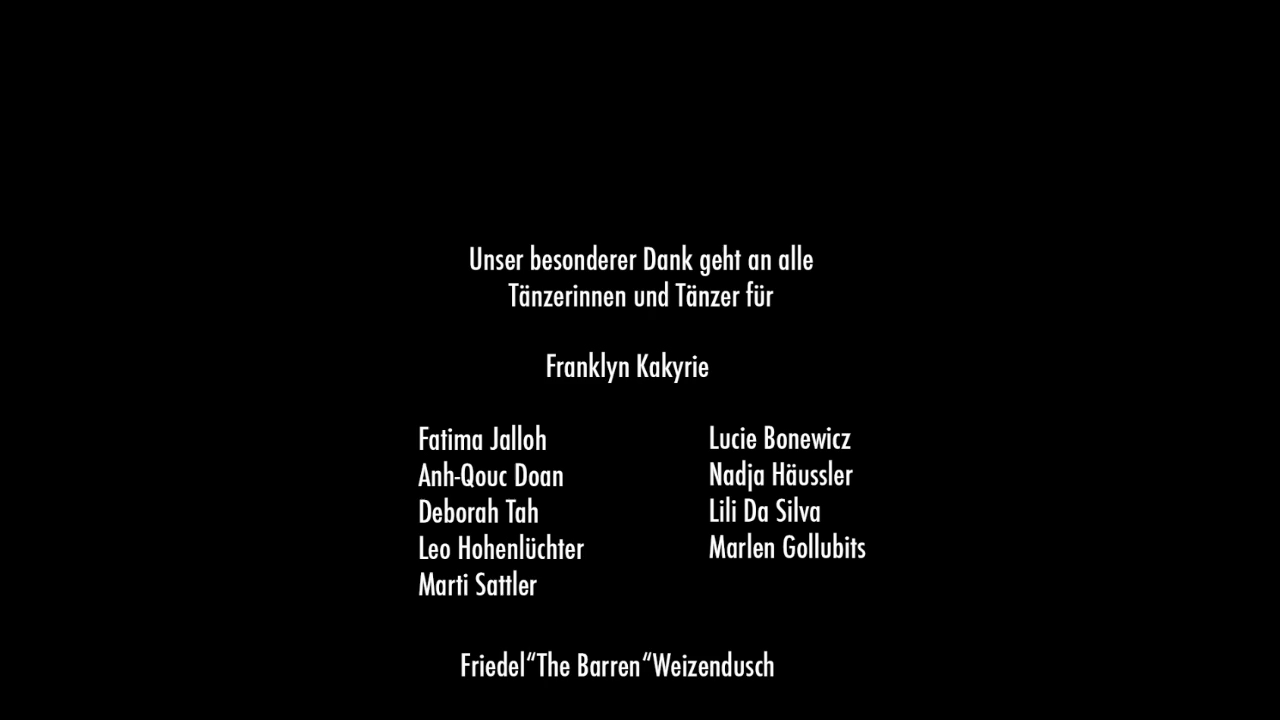 Unser besonderer Dank geht an alle
Tänzerinnen und Tänzer für
Franklyn Kakyrie
Fatima Jalloh
Anh-Qouc Doan
Deborah Tah
Leo Hohenlüchter
Marti Sattler
Lucie Bonewicz
Nadja Häussler
Lili Da Silva
Marlen Gollubits
Friedel“The Barren“Weizendusch